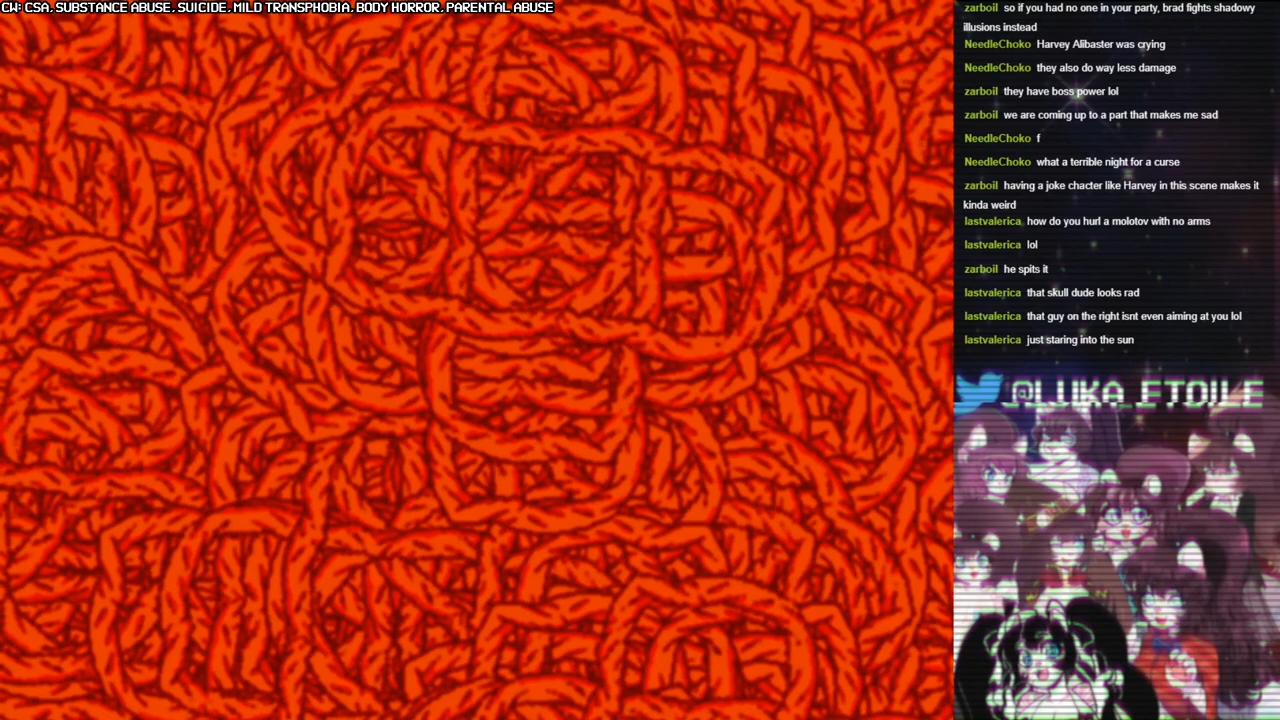 CW: CSA, SUBSTANCE ABUSE, SUICIDE, MILD TRANSPHOBIA, BODY HORROR, PARENTAL ABUSE
zarboil so if you had no one in your party, brad fights shadowy
illusions instead
NeedleChoko Harvey Alibaster was crying
NeedleChoko they also do way less damage
zarboil they have boss power lol
zarboil we are coming up to a part that makes me sad
NeedleChoko f
NeedleChoko what a terrible night for a curse
zarboil having a joke chacter like Harvey in this scene makes it
kinda weird
lastvalerica how do you hurl a molotov with no arms
lastvalerica lol
zarboil he spits it
lastvalerica that skull dude looks rad
lastvalerica that guy on the right isnt even aiming at you lol
lastvalerica just staring into the sun
@LUKA_ETOILE